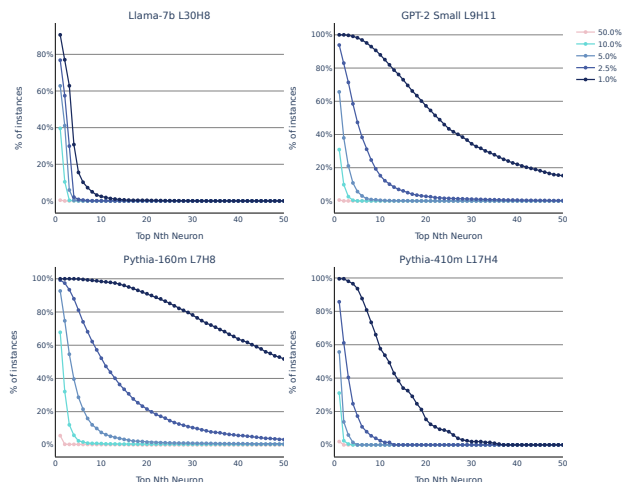 Llama-7b L30H8
80%
60%
40%
20%
0%
% of instances
0 10 20 30 40 50
Top Nth Neuron
GPT-2 Small L9H11
100%
80%
60%
40%
20%
0%
% of instances
0 10 20 30 40 50
Top Nth Neuron
50.0%
10.0%
5.0%
2.5%
1.0%
Pythia-160m L7H8
100%
80%
60%
40%
20%
0%
% of instances
0 10 20 30 40 50
Top Nth Neuron
Pythia-410m L17H4
100%
80%
60%
40%
20%
0%
% of instances
0 10 20 30 40 50
Top Nth Neuron